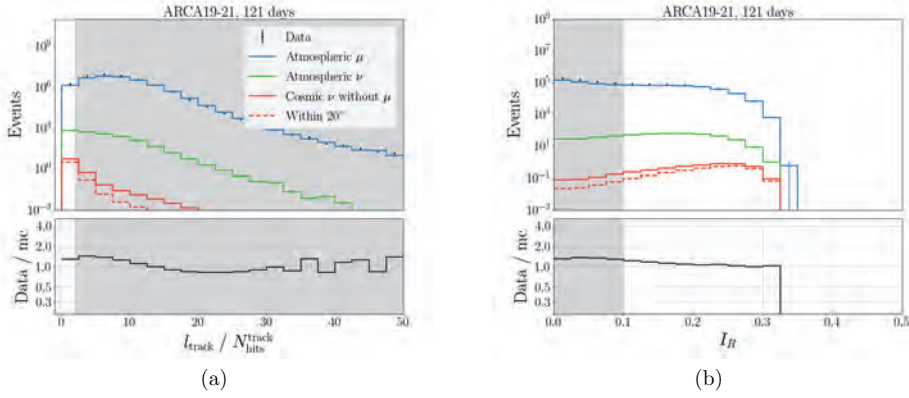 ARCA19-21, 121 days
10⁹
10⁶
10³
10⁰
10⁻³
Events
Data
Atmospheric μ
Atmospheric ν
Cosmic ν without μ
Within 20°
4.0
2.0
1.0
0.5
0.3
Data / mc
0 10 20 30 40 50
l_track / N_hits^track
(a)
ARCA19-21, 121 days
10⁹
10⁷
10⁵
10³
10¹
10⁻¹
10⁻³
Events
4.0
2.0
1.0
0.5
0.3
Data / mc
0.0 0.1 0.2 0.3 0.4 0.5
I_R
(b)